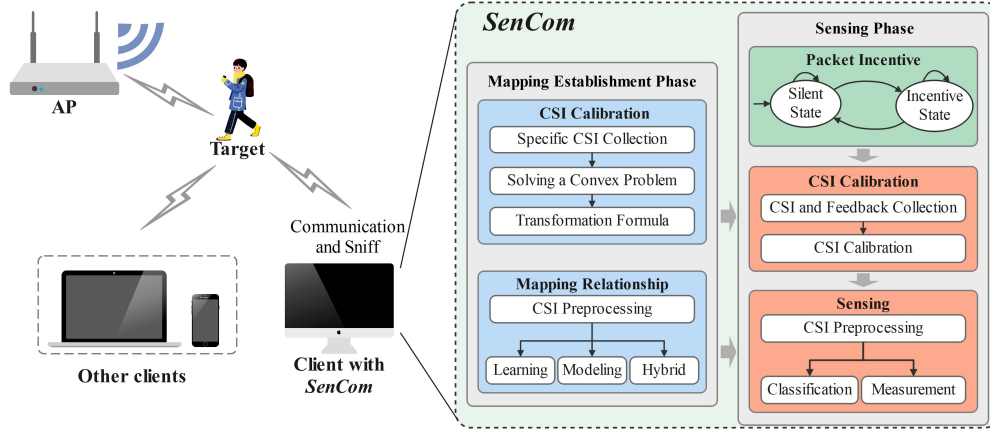 AP
Target
Communication
and Sniff
Other clients
Client with
SenCom
SenCom
Mapping Establishment Phase
CSI Calibration
Specific CSI Collection
Solving a Convex Problem
Transformation Formula
Mapping Relationship
CSI Preprocessing
Learning
Modeling
Hybrid
Sensing Phase
Packet Incentive
Silent
State
Incentive
State
CSI Calibration
CSI and Feedback Collection
CSI Calibration
Sensing
CSI Preprocessing
Classification
Measurement